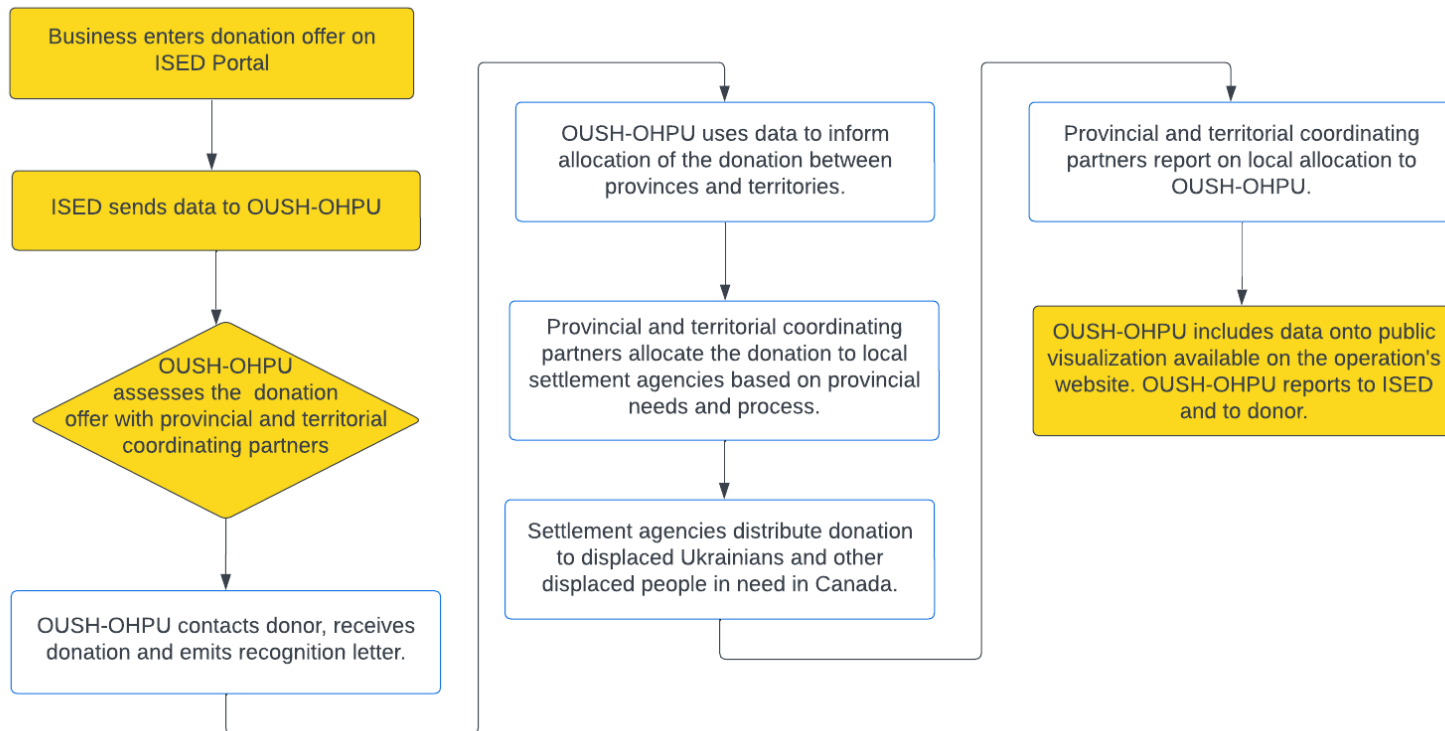 Business enters donation offer on
ISED Portal
ISED sends data to OUSH-OHPU
OUSH-OHPU
assesses the donation
offer with provincial and territorial
coordinating partners
OUSH-OHPU contacts donor, receives
donation and emits recognition letter.
OUSH-OHPU uses data to inform
allocation of the donation between
provinces and territories.
Provincial and territorial coordinating
partners allocate the donation to local
settlement agencies based on provincial
needs and process.
Settlement agencies distribute donation
to displaced Ukrainians and other
displaced people in need in Canada.
Provincial and territorial coordinating
partners report on local allocation to
OUSH-OHPU.
OUSH-OHPU includes data onto public
visualization available on the operation's
website. OUSH-OHPU reports to ISED
and to donor.